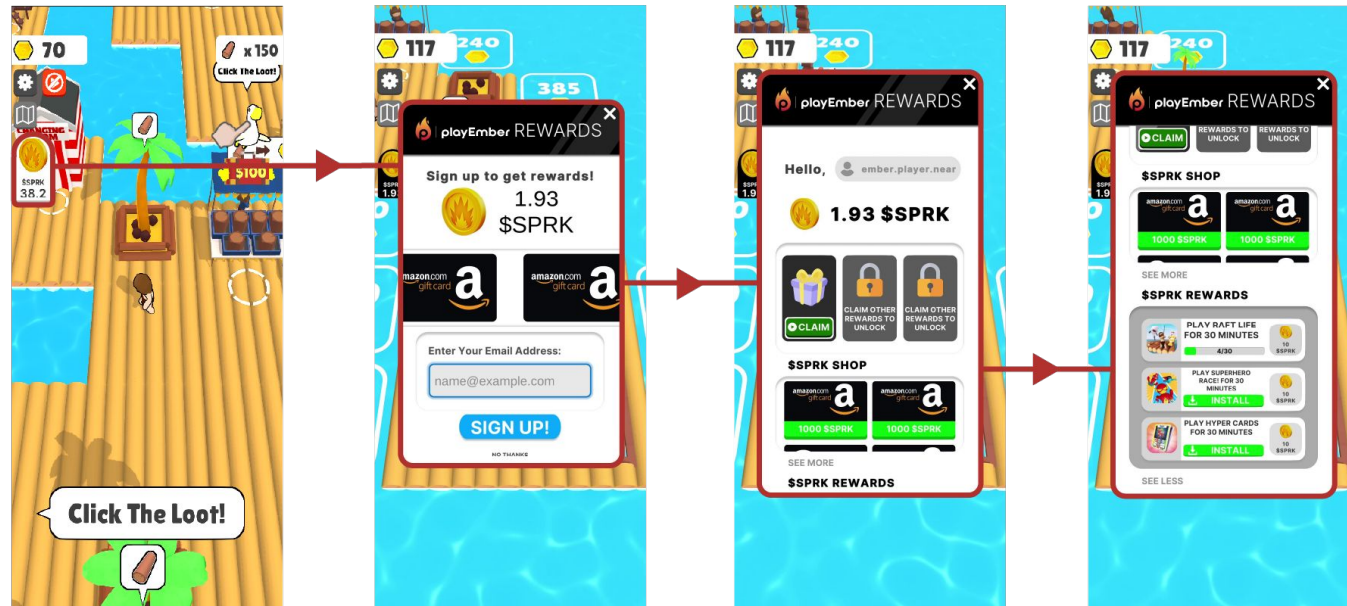 70
x 150
Click The Loot!
CHANGING
$100
$SPRK
38.2
Click The Loot!
117
240
385
playEmber REWARDS
Sign up to get rewards!
1.93
$SPRK
amazon.com
gift card
a
amazon.com
gift card
a
Enter Your Email Address:
name@example.com
SIGN UP!
NO THANKS
117
240
playEmber REWARDS
Hello, ember.player.near
1.93 $SPRK
CLAIM
CLAIM OTHER
REWARDS TO
UNLOCK
CLAIM OTHER
REWARDS TO
UNLOCK
$SPRK SHOP
amazon.com
gift card
a
1000 $SPRK
amazon.com
gift card
a
1000 $SPRK
SEE MORE
$SPRK REWARDS
117
240
playEmber REWARDS
CLAIM
REWARDS TO
UNLOCK
REWARDS TO
UNLOCK
$SPRK SHOP
amazon.com
gift card
a
1000 $SPRK
amazon.com
gift card
a
1000 $SPRK
SEE MORE
$SPRK REWARDS
PLAY RAFT LIFE
FOR 30 MINUTES
4/30
10
$SPRK
PLAY SUPERHERO
RACE! FOR 30
MINUTES
INSTALL
10
$SPRK
PLAY HYPER CARDS
FOR 30 MINUTES
INSTALL
10
$SPRK
SEE LESS